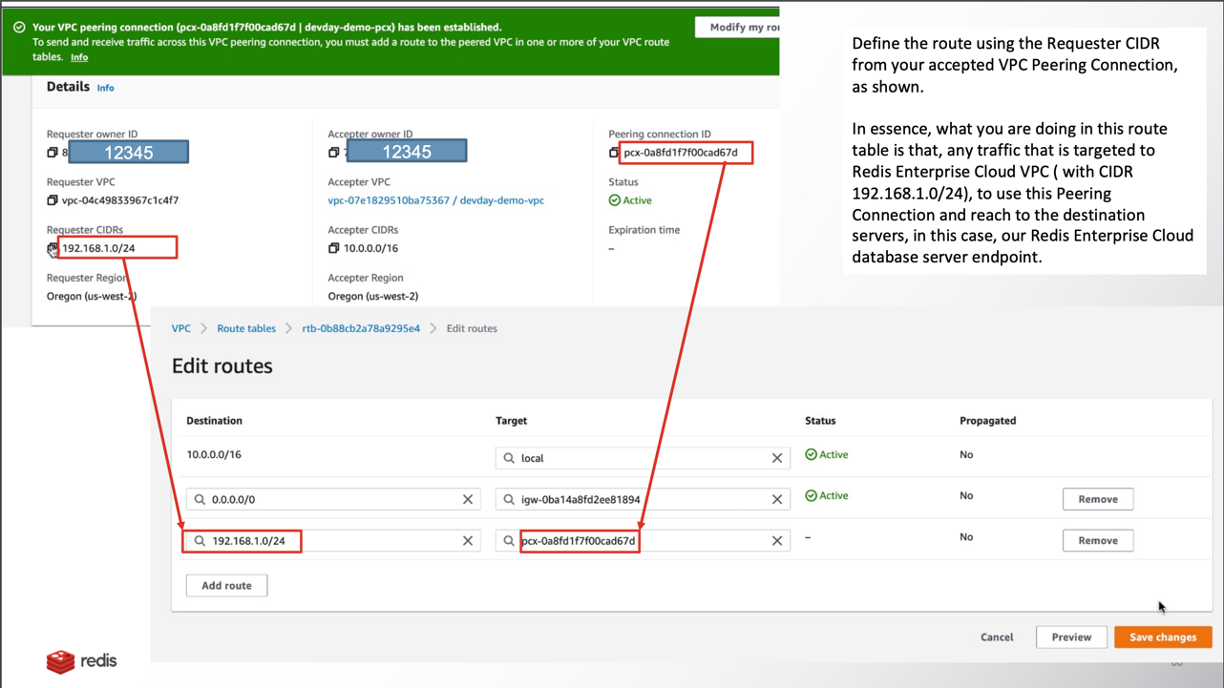 Your VPC peering connection (pcx-0a8fd1f7f00cad67d | devday-demo-pcx) has been established.
To send and receive traffic across this VPC peering connection, you must add a route to the peered VPC in one or more of your VPC route
tables. Info
Modify my rou
Details Info
Requester owner ID
8 12345
Requester VPC
vpc-04c49833967c1c4f7
Requester CIDRs
192.168.1.0/24
Requester Region
Oregon (us-west-2)
Accepter owner ID
12345
Accepter VPC
vpc-07e1829510ba75367 / devday-demo-vpc
Accepter CIDRs
10.0.0.0/16
Accepter Region
Oregon (us-west-2)
Peering connection ID
pcx-0a8fd1f7f00cad67d
Status
Active
Expiration time
–
Define the route using the Requester CIDR
from your accepted VPC Peering Connection,
as shown.
In essence, what you are doing in this route
table is that, any traffic that is targeted to
Redis Enterprise Cloud VPC ( with CIDR
192.168.1.0/24), to use this Peering
Connection and reach to the destination
servers, in this case, our Redis Enterprise Cloud
database server endpoint.
VPC > Route tables > rtb-0b88cb2a78a9295e4 > Edit routes
Edit routes
Destination Target Status Propagated
10.0.0.0/16 local Active No
0.0.0.0/0 igw-0ba14a8fd2ee81894 Active No Remove
192.168.1.0/24 pcx-0a8fd1f7f00cad67d – No Remove
Add route
Cancel Preview Save changes
redis